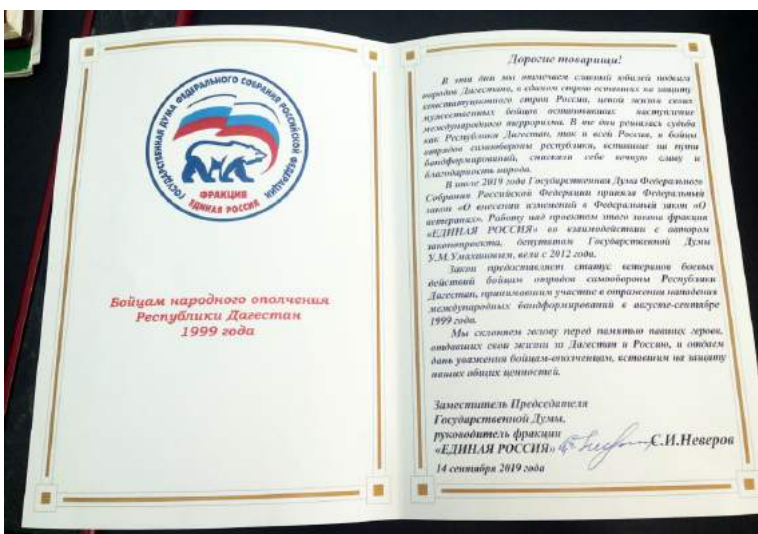 ГОСУДАРСТВЕННАЯ ДУМА ФЕДЕРАЛЬНОГО СОБРАНИЯ РОССИЙСКОЙ ФЕДЕРАЦИИ
ФРАКЦИЯ
ЕДИНАЯ РОССИЯ
Бойцам народного ополчения
Республики Дагестан
1999 года
Дорогие товарищи!
В эти дни мы отмечаем славный юбилей подвига
народов Дагестана, в едином строю вставших на защиту
конституционного строя России, ценой жизни своих
мужественных бойцов остановивших наступление
международного терроризма. В те дни решалась судьба
как Республики Дагестан, так и всей России, и бойцы
отрядов самообороны республики, вставшие на пути
бандформирований, снискали себе вечную славу и
благодарность народа.
В июле 2019 года Государственная Дума Федерального
Собрания Российской Федерации приняла Федеральный
закон «О внесении изменений в Федеральный закон «О
ветеранах». Работу над проектом этого закона фракция
«ЕДИНАЯ РОССИЯ» во взаимодействии с автором
законопроекта, депутатом Государственной Думы
У.М.Умахановым, вела с 2012 года.
Закон предоставляет статус ветеранов боевых
действий бойцам отрядов самообороны Республики
Дагестан, принимавшим участие в отражении нападения
международных бандформирований в августе-сентябре
1999 года.
Мы склоняем голову перед памятью павших героев,
отдавших свои жизни за Дагестан и Россию, и отдаем
дань уважения бойцам-ополченцам, вставшим на защиту
наших общих ценностей.
Заместитель Председателя
Государственной Думы,
руководитель фракции
«ЕДИНАЯ РОССИЯ» С.И.Неверов
14 сентября 2019 года